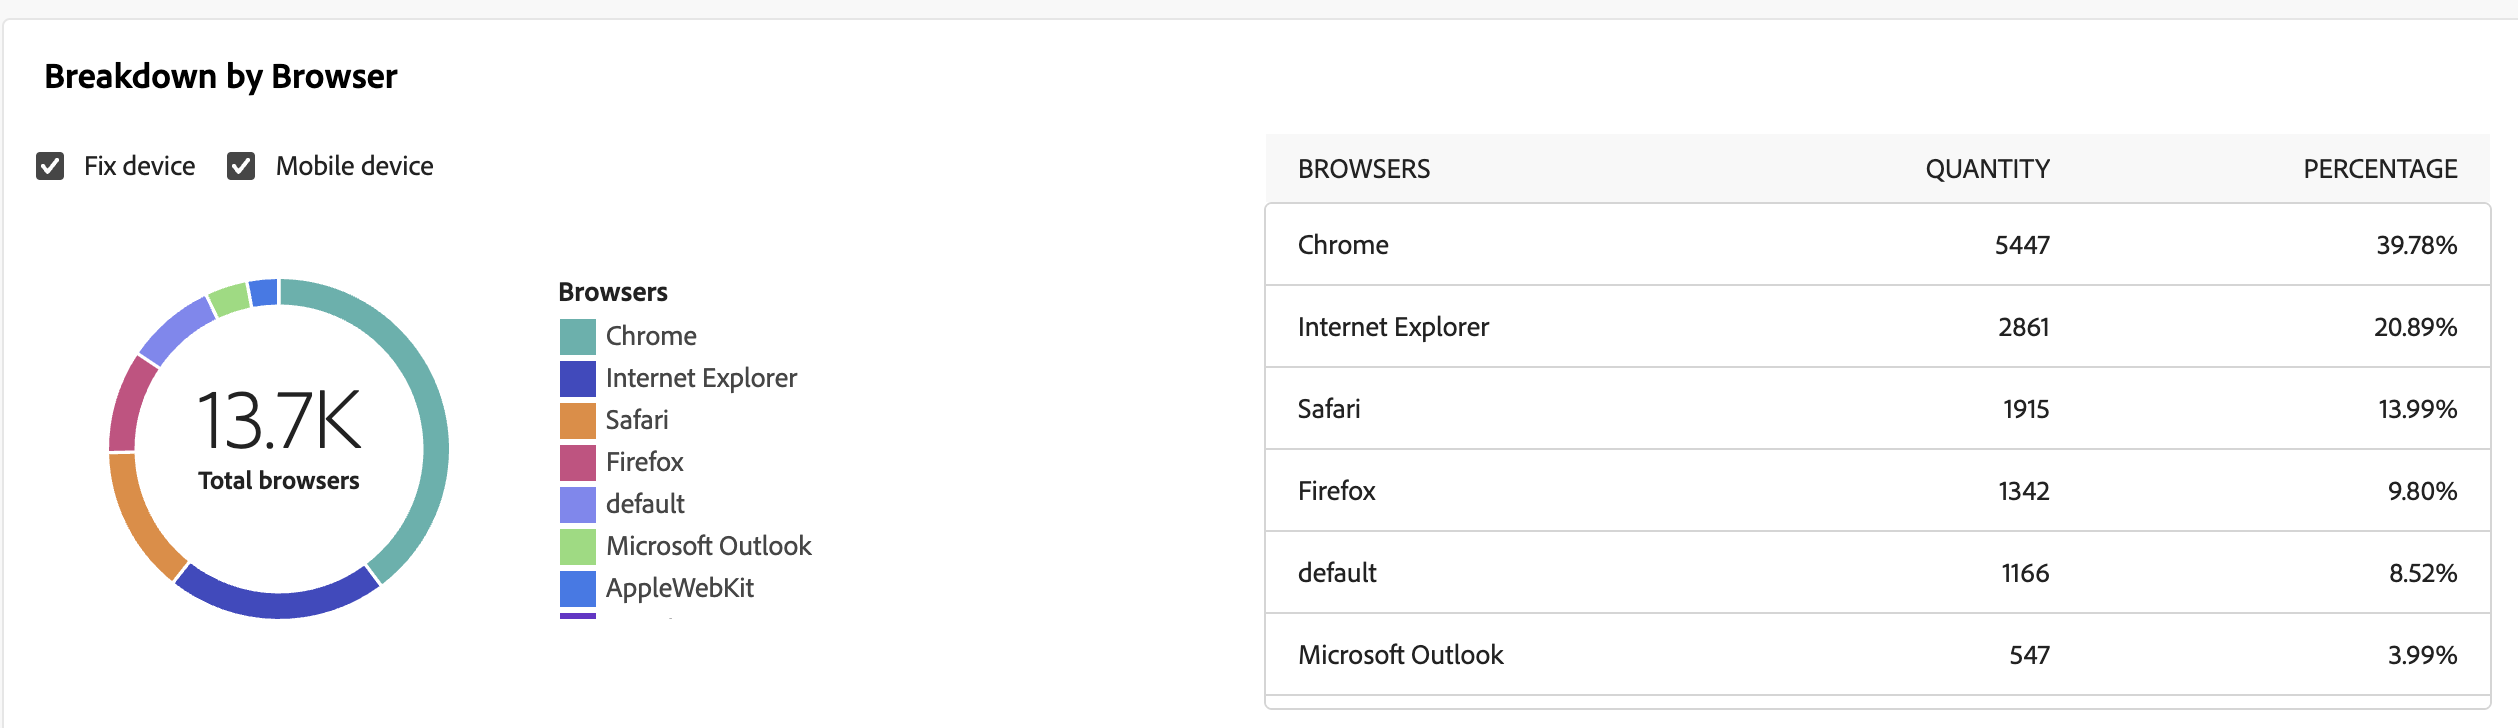 Breakdown by Browser
Fix device Mobile device
13.7K
Total browsers
Browsers
Chrome
Internet Explorer
Safari
Firefox
default
Microsoft Outlook
AppleWebKit
BROWSERS QUANTITY PERCENTAGE
Chrome 5447 39.78%
Internet Explorer 2861 20.89%
Safari 1915 13.99%
Firefox 1342 9.80%
default 1166 8.52%
Microsoft Outlook 547 3.99%